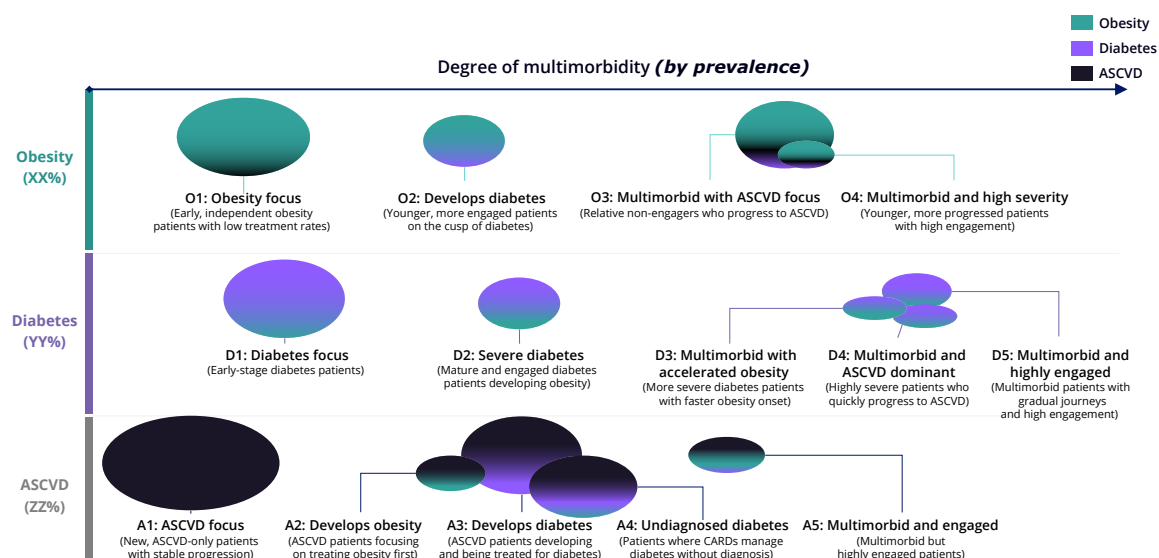 Obesity
Diabetes
ASCVD
Degree of multimorbidity (by prevalence)
Obesity
(XX%)
O1: Obesity focus
(Early, independent obesity
patients with low treatment rates)
O2: Develops diabetes
(Younger, more engaged patients
on the cusp of diabetes)
O3: Multimorbid with ASCVD focus
(Relative non-engagers who progress to ASCVD)
O4: Multimorbid and high severity
(Younger, more progressed patients
with high engagement)
Diabetes
(YY%)
D1: Diabetes focus
(Early-stage diabetes patients)
D2: Severe diabetes
(Mature and engaged diabetes
patients developing obesity)
D3: Multimorbid with
accelerated obesity
(More severe diabetes patients
with faster obesity onset)
D4: Multimorbid and
ASCVD dominant
(Highly severe patients who
quickly progress to ASCVD)
D5: Multimorbid and
highly engaged
(Multimorbid patients with
gradual journeys
and high engagement)
ASCVD
(ZZ%)
A1: ASCVD focus
(New, ASCVD-only patients
with stable progression)
A2: Develops obesity
(ASCVD patients focusing
on treating obesity first)
A3: Develops diabetes
(ASCVD patients developing
and being treated for diabetes)
A4: Undiagnosed diabetes
(Patients where CARDs manage
diabetes without diagnosis)
A5: Multimorbid and engaged
(Multimorbid but
highly engaged patients)